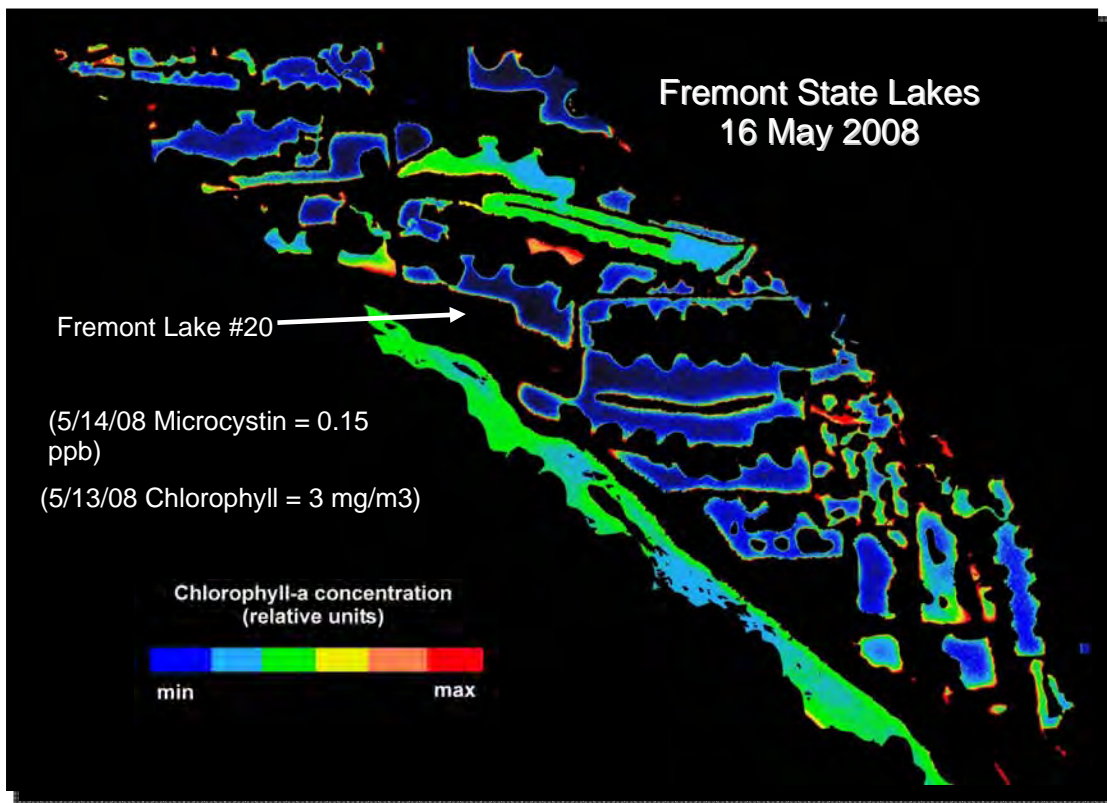 Fremont State Lakes
16 May 2008
Fremont Lake #20
(5/14/08 Microcystin = 0.15
ppb)
(5/13/08 Chlorophyll = 3 mg/m3)
Chlorophyll-a concentration
(relative units)
min max